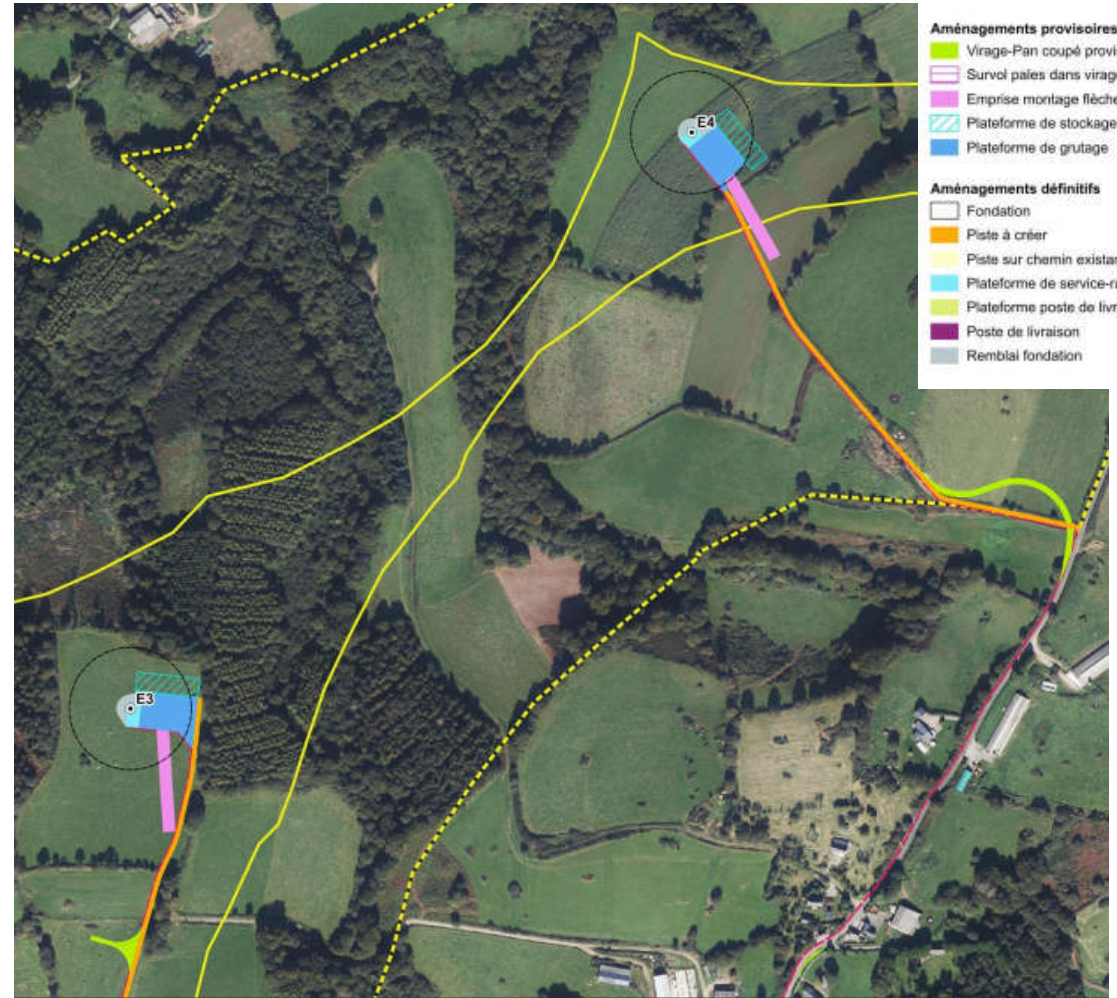 Aménagements provisoires
Virage-Pan coupé provi
Survol pales dans virage
Emprise montage flèche
Plateforme de stockage
Plateforme de grutage
Aménagements définitifs
Fondation
Piste à créer
Piste sur chemin existan
Plateforme de service-ra
Plateforme poste de livr
Poste de livraison
Remblai fondation
E4
E3